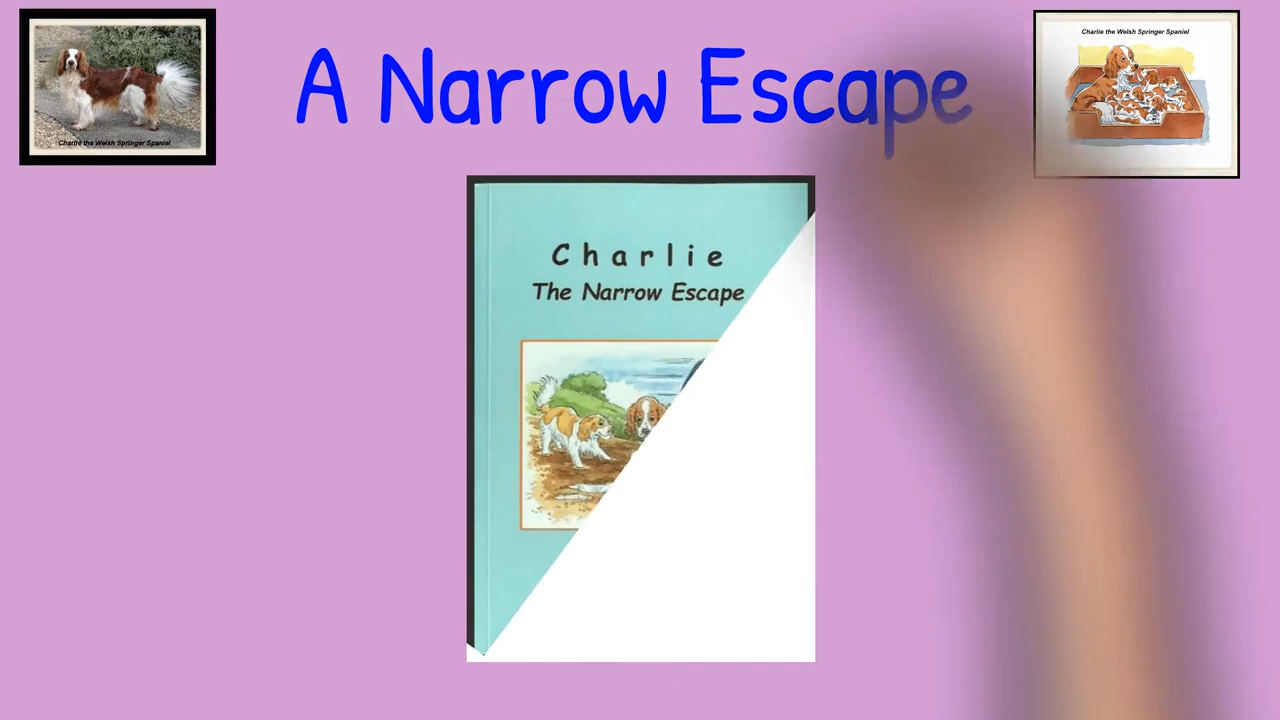 A Narrow Escape
Charlie the Welsh Springer Spaniel
Charlie the Welsh Springer Spaniel
Charlie
The Narrow Escape